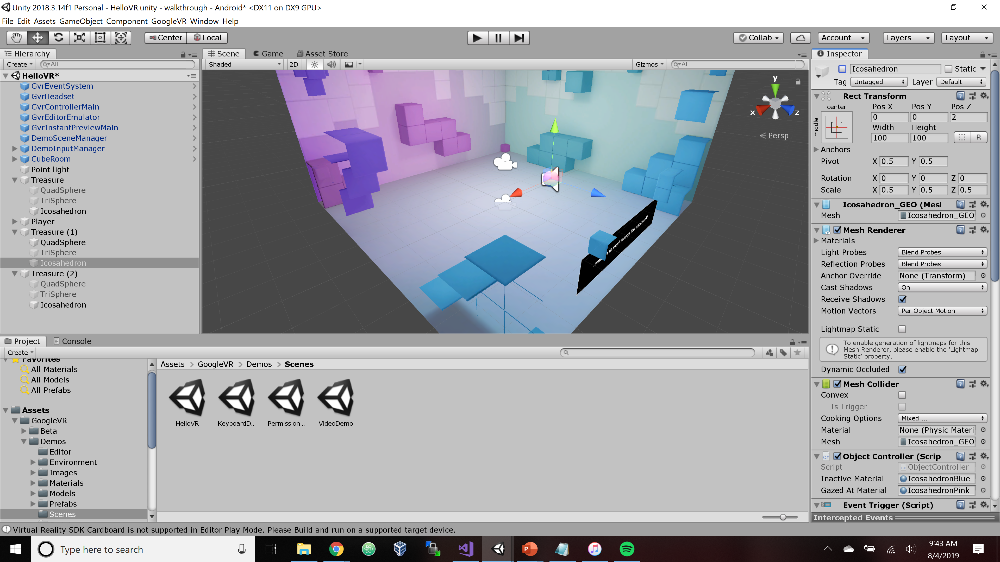 Unity 2018.3.14f1 Personal - HelloVR.unity - walkthrough - Android* <DX11 on DX9 GPU>
File Edit Assets GameObject Component GoogleVR Window Help
Center Local
Collab Account Layers Layout
Hierarchy
Create All
HelloVR*
GvrEventSystem
GvrHeadset
GvrControllerMain
GvrEditorEmulator
GvrInstantPreviewMain
DemoSceneManager
DemoInputManager
CubeRoom
Point light
Treasure
QuadSphere
TriSphere
Icosahedron
Player
Treasure (1)
QuadSphere
TriSphere
Icosahedron
Treasure (2)
QuadSphere
TriSphere
Icosahedron
Scene Game Asset Store
Shaded 2D Gizmos All
y
x z
Persp
Inspector
Icosahedron Static
Tag Untagged Layer Default
Rect Transform
center Pos X Pos Y Pos Z
middle
0 0 2
Width Height
100 100 R
Anchors
Pivot X 0.5 Y 0.5
Rotation X 0 Y 0 Z 0
Scale X 0.5 Y 0.5 Z 0.5
Icosahedron_GEO (Mes
Mesh Icosahedron_GEO
Mesh Renderer
Materials
Light Probes Blend Probes
Reflection Probes Blend Probes
Anchor Override None (Transform)
Cast Shadows On
Receive Shadows
Motion Vectors Per Object Motion
Lightmap Static
To enable generation of lightmaps for this
Mesh Renderer, please enable the 'Lightmap
Static' property.
Dynamic Occluded
Mesh Collider
Convex
Is Trigger
Cooking Options Mixed ...
Material None (Physic Materi
Mesh Icosahedron_GEO
Object Controller (Scrip
Script ObjectController
Inactive Material IcosahedronBlue
Gazed At Material IcosahedronPink
Event Trigger (Script)
Intercepted Events
Project Console
Create
Favorites
All Materials
All Models
All Prefabs
Assets
GoogleVR
Beta
Demos
Editor
Environment
Images
Materials
Models
Prefabs
Scenes
Assets > GoogleVR > Demos > Scenes
HelloVR KeyboardD... Permission... VideoDemo
Virtual Reality SDK Cardboard is not supported in Editor Play Mode. Please Build and run on a supported target device.
Type here to search
9:43 AM
8/4/2019